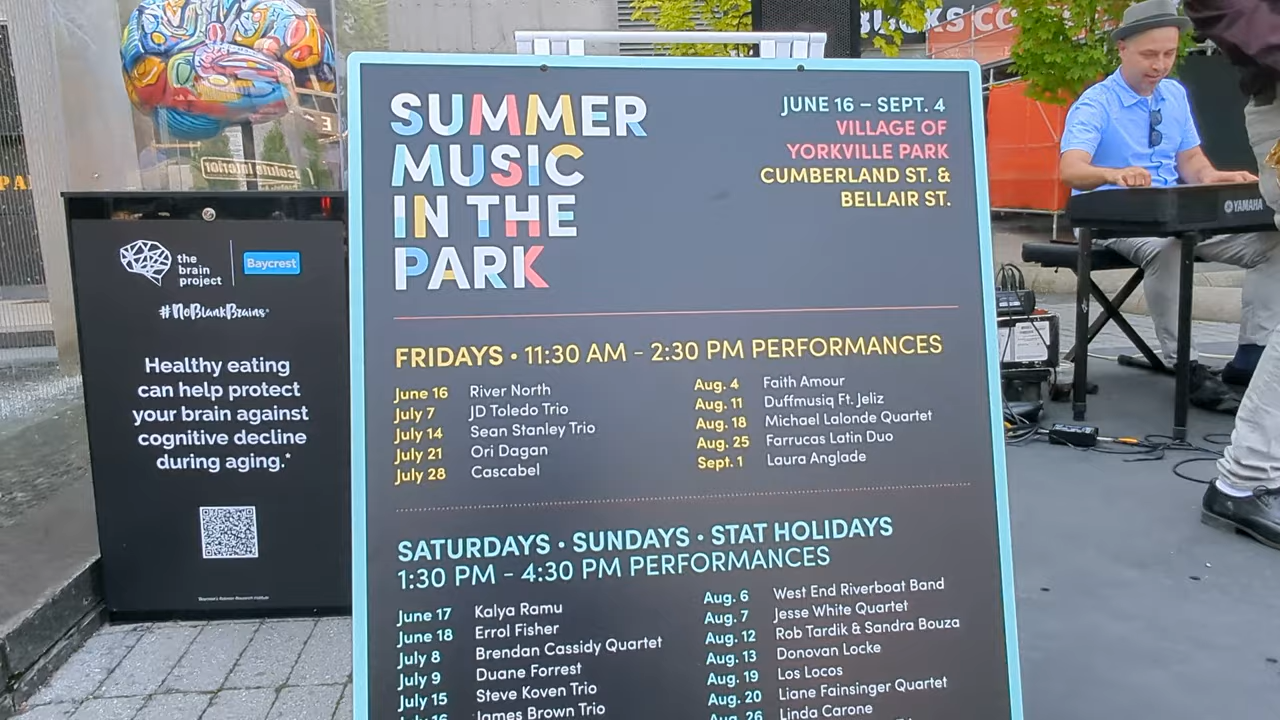 SUMMER
MUSIC
IN THE
PARK
JUNE 16 – SEPT. 4
VILLAGE OF
YORKVILLE PARK
CUMBERLAND ST. &
BELLAIR ST.
FRIDAYS • 11:30 AM - 2:30 PM PERFORMANCES
June 16 River North
July 7 JD Toledo Trio
July 14 Sean Stanley Trio
July 21 Ori Dagan
July 28 Cascabel
Aug. 4 Faith Amour
Aug. 11 Duffmusiq Ft. Jeliz
Aug. 18 Michael Lalonde Quartet
Aug. 25 Farrucas Latin Duo
Sept. 1 Laura Anglade
SATURDAYS • SUNDAYS • STAT HOLIDAYS
1:30 PM - 4:30 PM PERFORMANCES
June 17 Kalya Ramu
June 18 Errol Fisher
July 8 Brendan Cassidy Quartet
July 9 Duane Forrest
July 15 Steve Koven Trio
July 16 James Brown Trio
Aug. 6 West End Riverboat Band
Aug. 7 Jesse White Quartet
Aug. 12 Rob Tardik & Sandra Bouza
Aug. 13 Donovan Locke
Aug. 19 Los Locos
Aug. 20 Liane Fainsinger Quartet
Aug. 26 Linda Carone
the
brain
project
Baycrest
#NoBlankBrains
Healthy eating
can help protect
your brain against
cognitive decline
during aging.*
YAMAHA